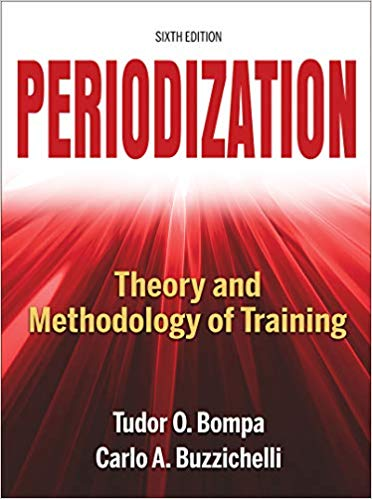 SIXTH EDITION
PERIODIZATION
Theory and
Methodology of Training
Tudor O. Bompa
Carlo A. Buzzichelli